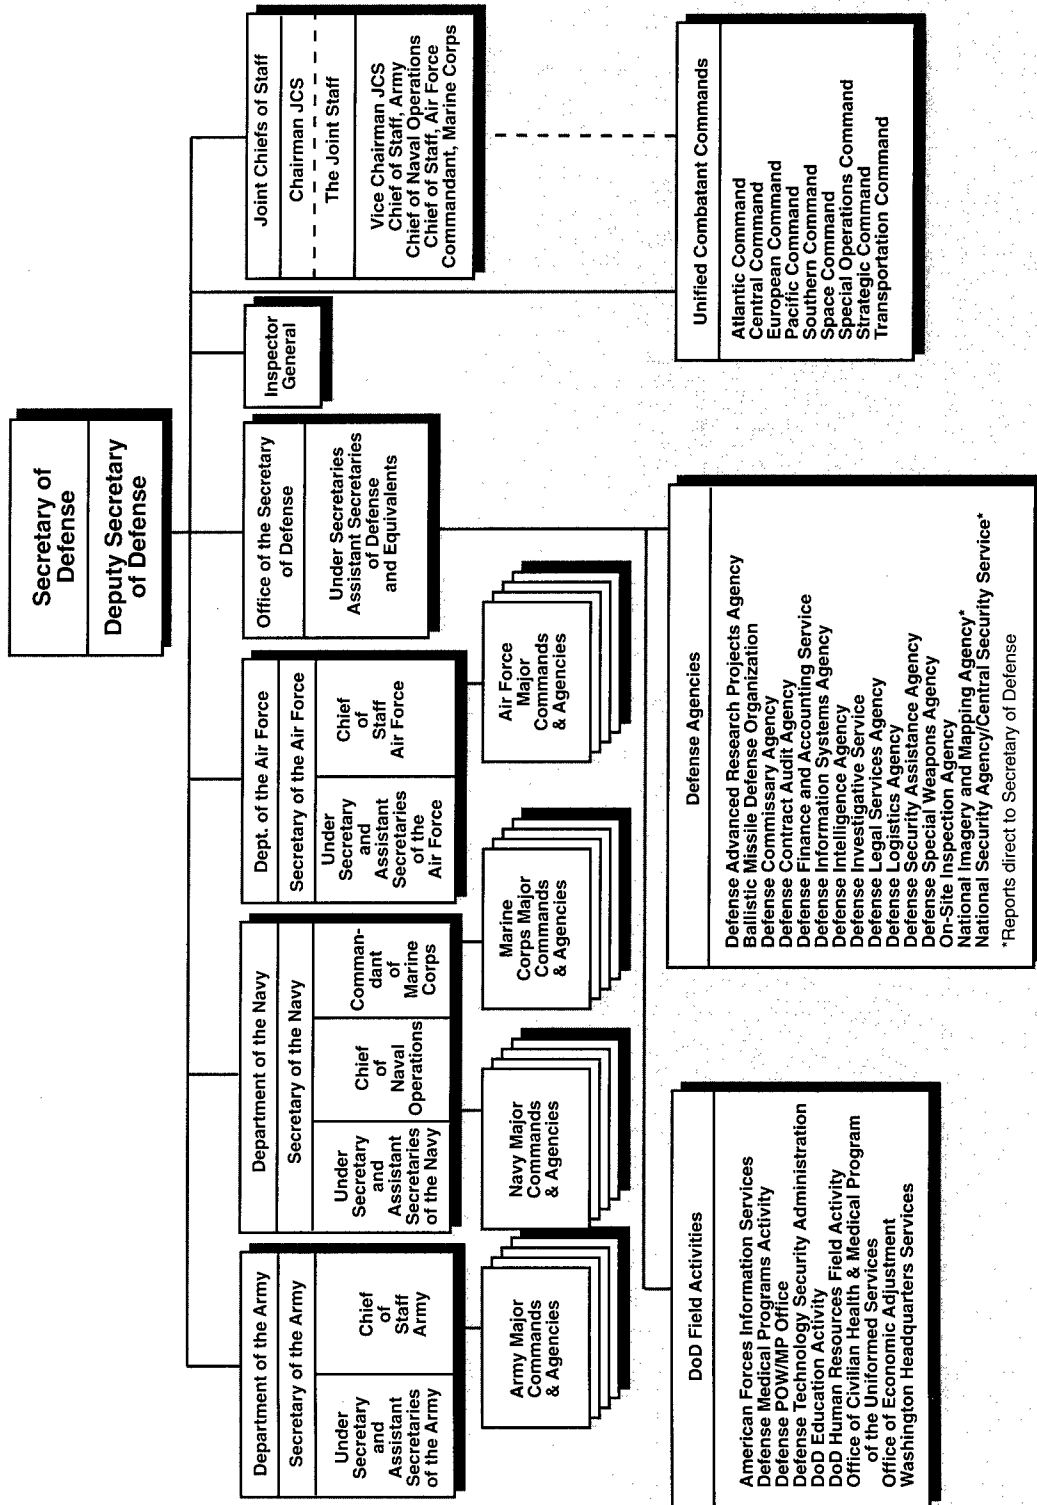 Secretary of
Defense
Deputy Secretary
of Defense
Department of the Army
Secretary of the Army
Under
Secretary
and
Assistant
Secretaries
of the Army
Chief
of
Staff
Army
Department of the Navy
Secretary of the Navy
Under
Secretary
and
Assistant
Secretaries
of the Navy
Chief
of
Naval
Operations
Comman-
dant
of
Marine
Corps
Dept. of the Air Force
Secretary of the Air Force
Under
Secretary
and
Assistant
Secretaries
of the
Air Force
Chief
of
Staff
Air Force
Office of the Secretary
of Defense
Under Secretaries
Assistant Secretaries
of Defense
and Equivalents
Inspector
General
Joint Chiefs of Staff
Chairman JCS
The Joint Staff
Vice Chairman JCS
Chief of Staff, Army
Chief of Naval Operations
Chief of Staff, Air Force
Commandant, Marine Corps
Army Major
Commands
& Agencies
Navy Major
Commands
& Agencies
Marine
Corps Major
Commands
& Agencies
Air Force
Major
Commands
& Agencies
DoD Field Activities
American Forces Information Services
Defense Medical Programs Activity
Defense POW/MP Office
Defense Technology Security Administration
DoD Education Activity
DoD Human Resources Field Activity
Office of Civilian Health & Medical Program
of the Uniformed Services
Office of Economic Adjustment
Washington Headquarters Services
Defense Agencies
Defense Advanced Research Projects Agency
Ballistic Missile Defense Organization
Defense Commissary Agency
Defense Contract Audit Agency
Defense Finance and Accounting Service
Defense Information Systems Agency
Defense Intelligence Agency
Defense Investigative Service
Defense Legal Services Agency
Defense Logistics Agency
Defense Security Assistance Agency
Defense Special Weapons Agency
On-Site Inspection Agency
National Imagery and Mapping Agency*
National Security Agency/Central Security Service*
*Reports direct to Secretary of Defense
Unified Combatant Commands
Atlantic Command
Central Command
European Command
Pacific Command
Southern Command
Space Command
Special Operations Command
Strategic Command
Transportation Command